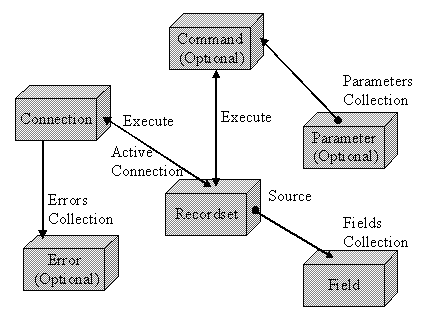 Command
(Optional)
Parameters
Collection
Connection
Execute
Execute
Parameter
(Optional)
Active
Connection
Errors
Collection
Recordset
Source
Fields
Collection
Error
(Optional)
Field